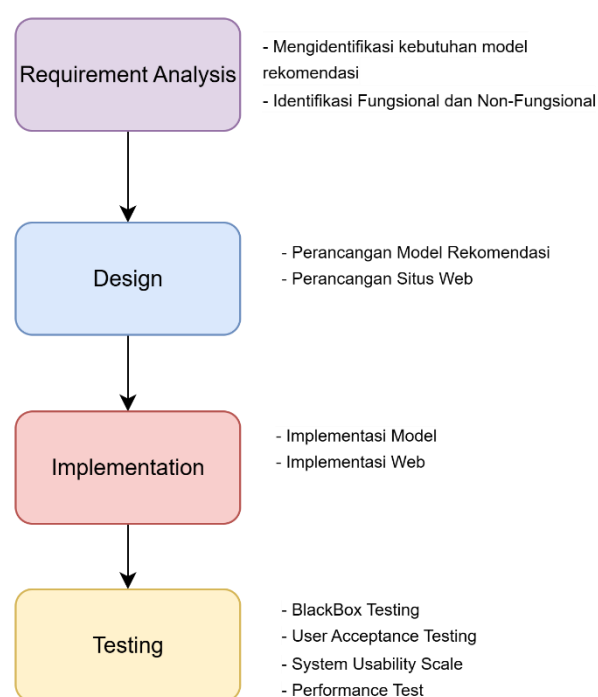 Requirement Analysis
- Mengidentifikasi kebutuhan model
rekomendasi
- Identifikasi Fungsional dan Non-Fungsional
Design
- Perancangan Model Rekomendasi
- Perancangan Situs Web
Implementation
- Implementasi Model
- Implementasi Web
Testing
- BlackBox Testing
- User Acceptance Testing
- System Usability Scale
- Performance Test